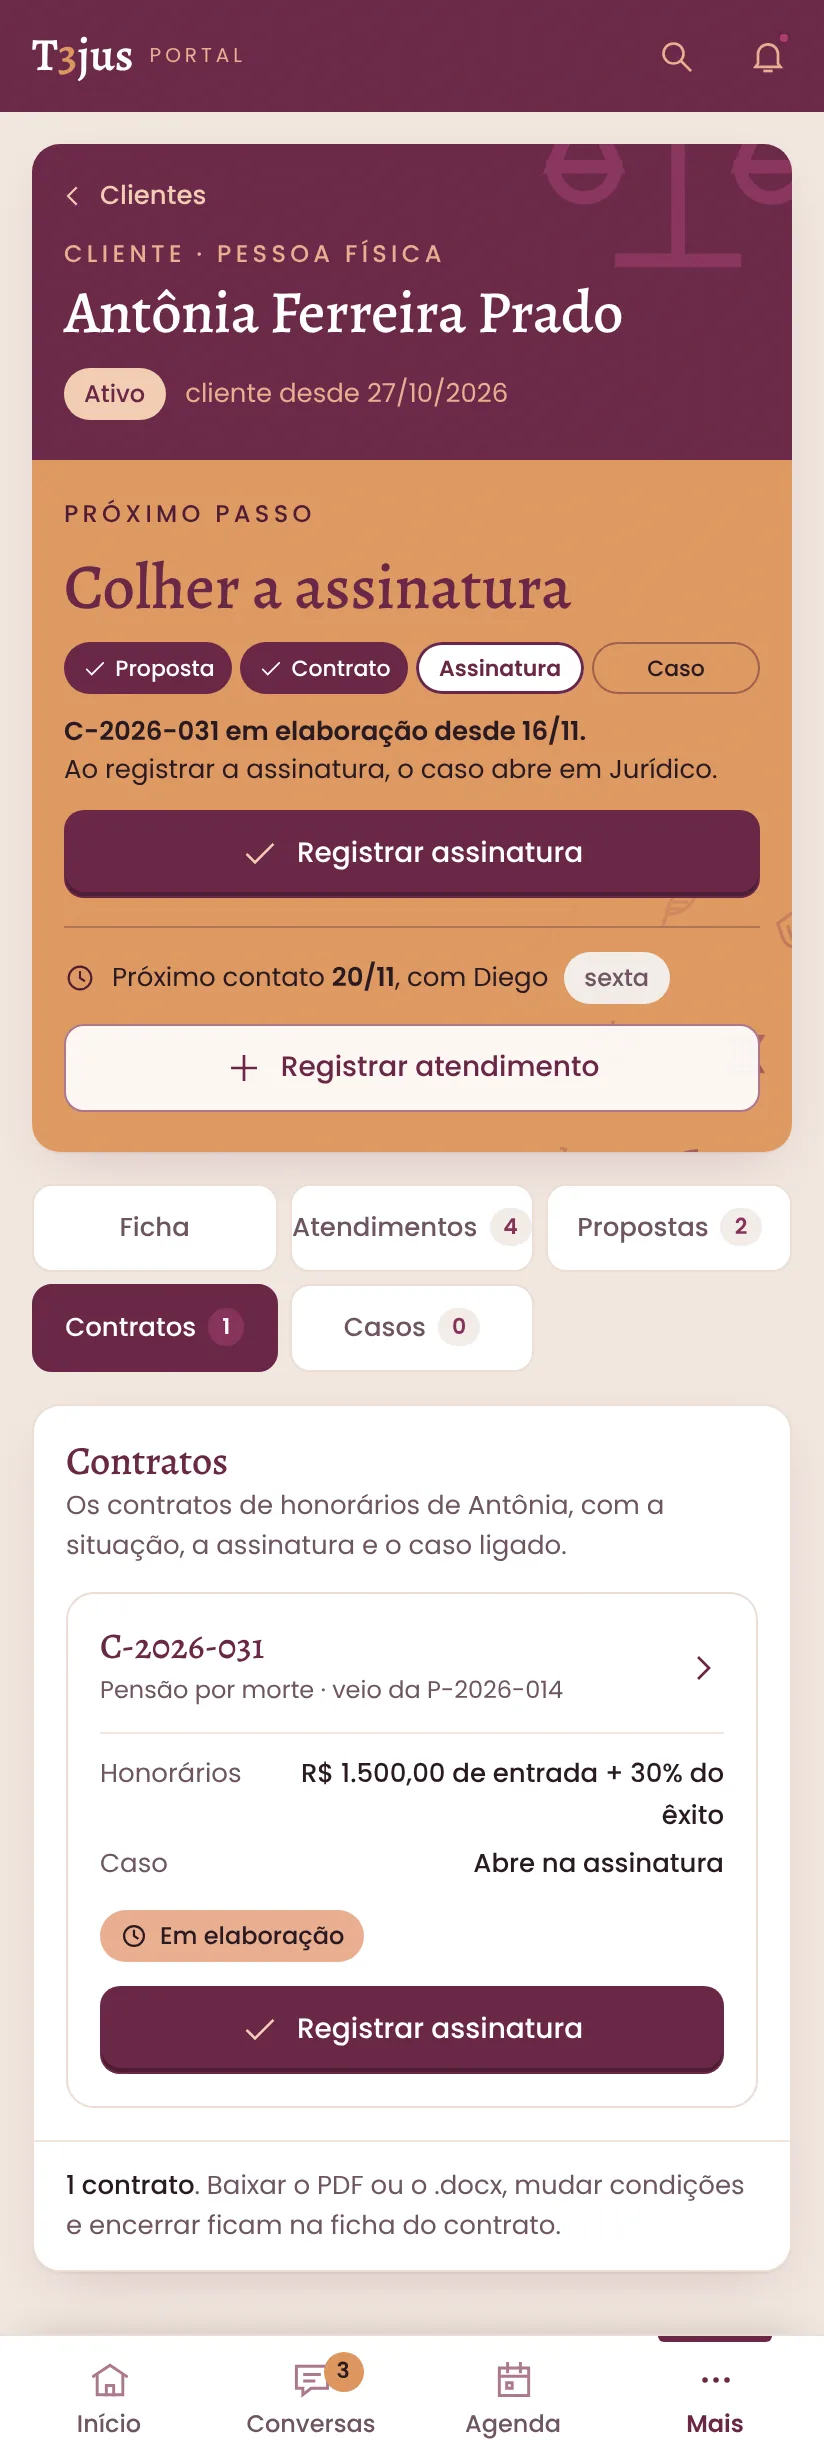 T3jus PORTAL
Clientes
CLIENTE · PESSOA FÍSICA
Antônia Ferreira Prado
Ativo cliente desde 27/10/2026
PRÓXIMO PASSO
Colher a assinatura
Proposta Contrato Assinatura Caso
C-2026-031 em elaboração desde 16/11.
Ao registrar a assinatura, o caso abre em Jurídico.
Registrar assinatura
Próximo contato 20/11, com Diego sexta
Registrar atendimento
Ficha Atendimentos 4 Propostas 2
Contratos 1 Casos 0
Contratos
Os contratos de honorários de Antônia, com a
situação, a assinatura e o caso ligado.
C-2026-031
Pensão por morte · veio da P-2026-014
Honorários R$ 1.500,00 de entrada + 30% do
êxito
Caso Abre na assinatura
Em elaboração
Registrar assinatura
1 contrato. Baixar o PDF ou o .docx, mudar condições
e encerrar ficam na ficha do contrato.
3
Início Conversas Agenda Mais